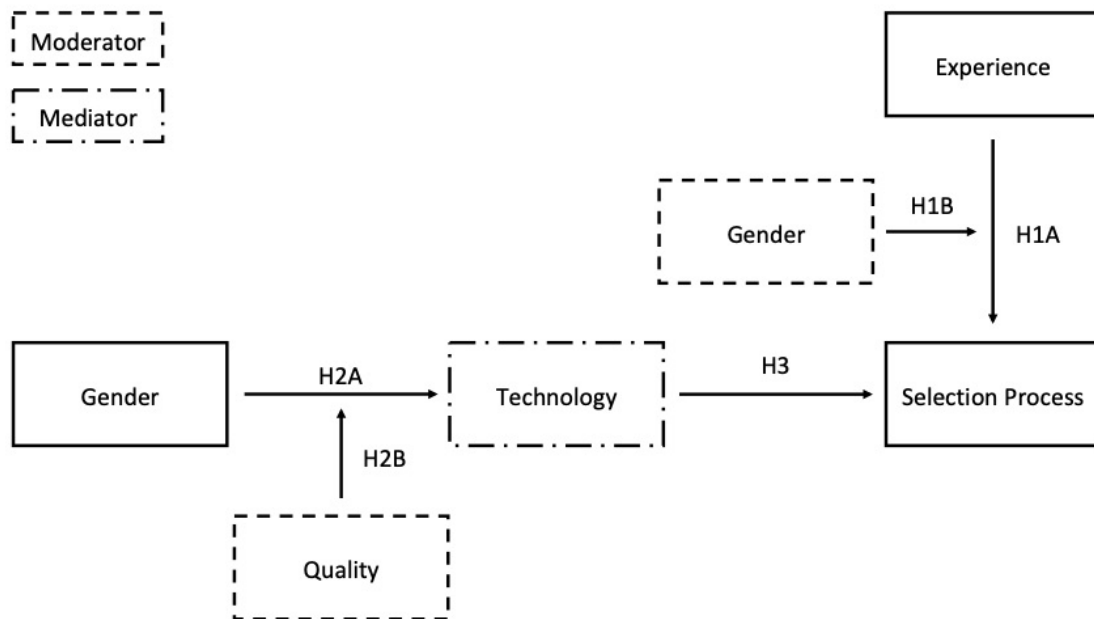 Moderator
Experience
Mediator
H1B
Gender
H1A
H3
H2A
Gender
Technology
Selection Process
H2B
Quality